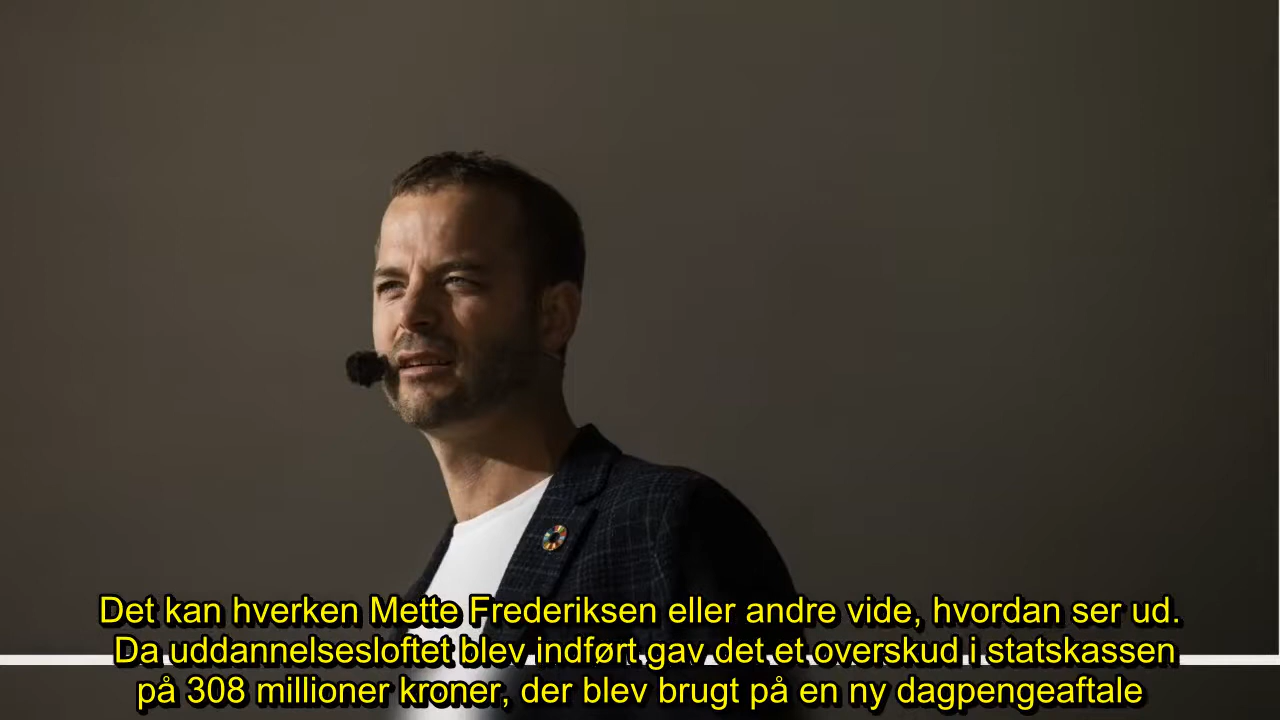 Det kan hverken Mette Frederiksen eller andre vide, hvordan ser ud.
Da uddannelsesloftet blev indført gav det et overskud i statskassen
på 308 millioner kroner, der blev brugt på en ny dagpengeaftale